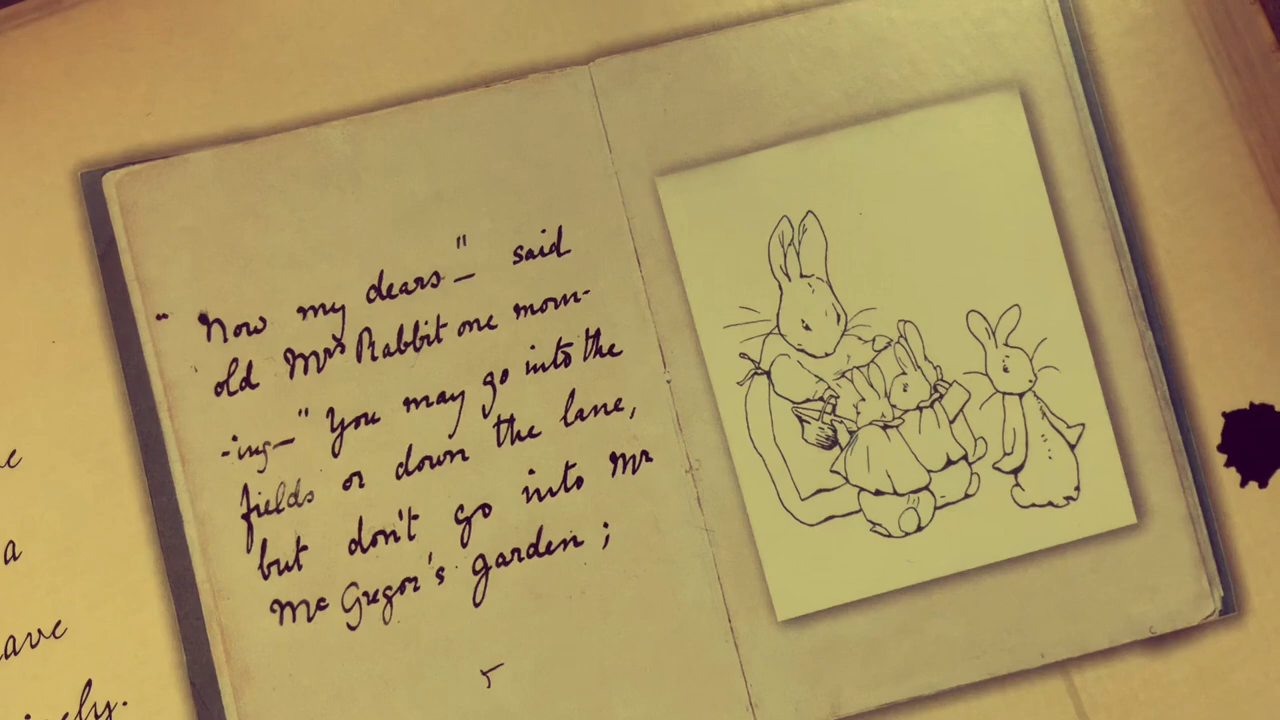 " Now my dears—" said
old Mrs Rabbit one morn-
-ing—" You may go into the
fields or down the lane,
but don't go into Mr
McGregor's garden ;
5
a